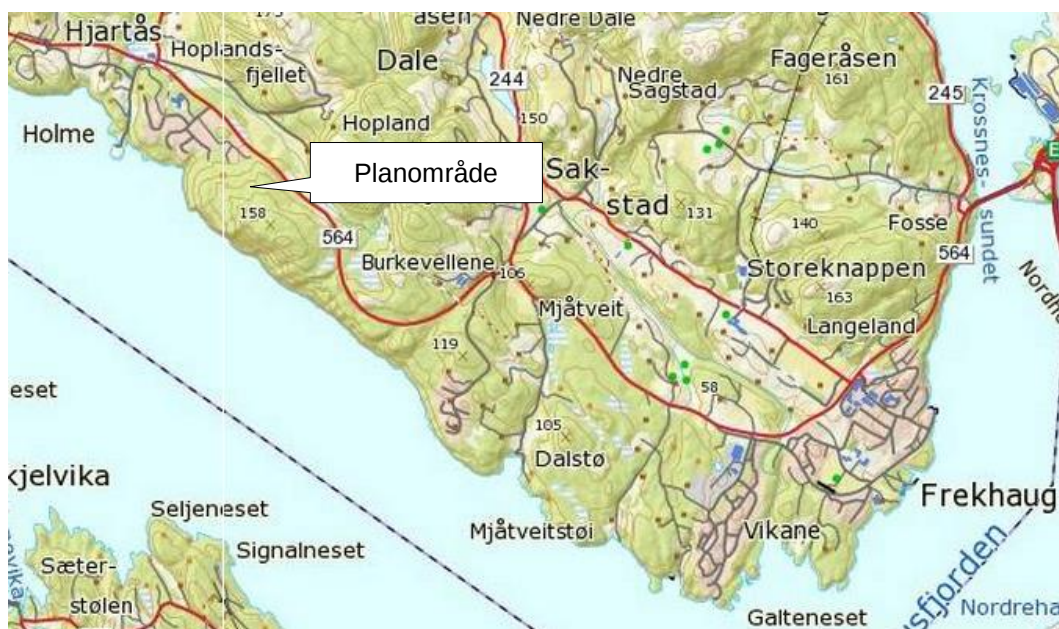 Nedre Dale
Hjartås
Hoplands-
fjellet
Dale
244
Nedre
Sagstad
Fageråsen
161
245
Krossnes-
sundet
Holme
Hopland
150
Planområde
Sak-
stad
131
140
Fosse
158
564
564
Burkevellene
106
Storeknappen
Mjåtveit
163
Langeland
119
58
105
Dalstø
kjelvika
Seljeneset
Frekhaug
Mjåtveitstøi
Vikane
Signalneset
Sæter-
stølen
Galteneset
Nordreha